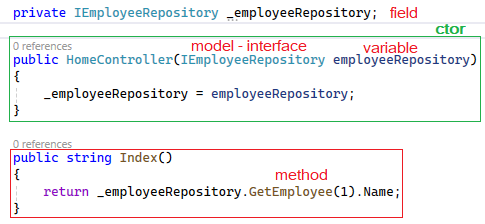 private IEmployeeRepository _employeeRepository; field
ctor
0 references model - interface variable
public HomeController(IEmployeeRepository employeeRepository)
{
_employeeRepository = employeeRepository;
}
0 references
public string Index()
{ method
return _employeeRepository.GetEmployee(1).Name;
}